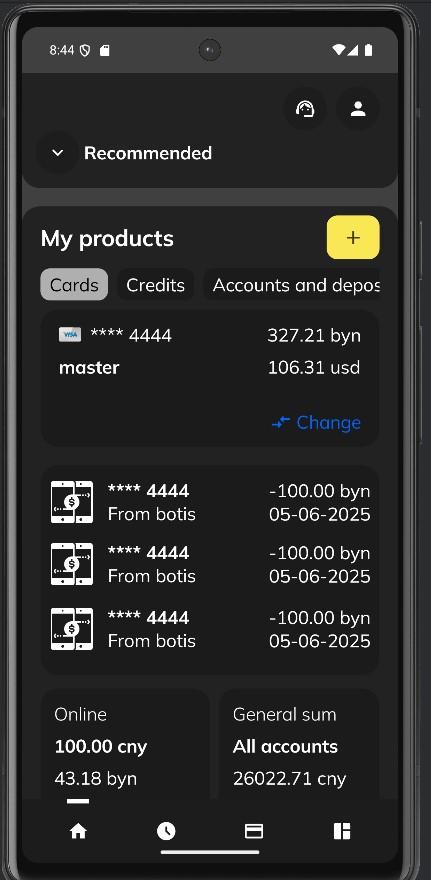 8:44
Recommended
My products
+
Cards Credits Accounts and depos
VISA **** 4444 327.21 byn
master 106.31 usd
Change
**** 4444 -100.00 byn
From botis 05-06-2025
**** 4444 -100.00 byn
From botis 05-06-2025
**** 4444 -100.00 byn
From botis 05-06-2025
Online General sum
100.00 cny All accounts
43.18 byn 26022.71 cny